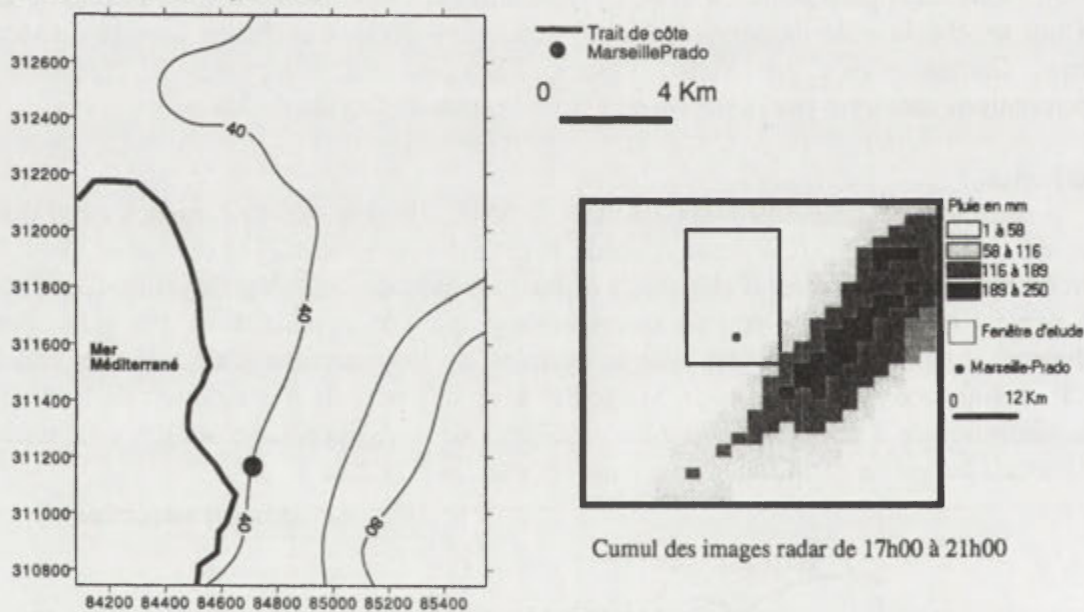 312600
312400
312200
312000
311800
311600
311400
311200
311000
310800
84200 84400 84600 84800 85000 85200 85400
40
40
40
80
Mer
Méditerrané
Trait de côte
MarseillePrado
0 4 Km
Pluie en mm
1 à 58
58 à 116
116 à 189
189 à 250
Fenêtre d'elude
Marseille-Prado
0 12 Km
Cumul des images radar de 17h00 à 21h00